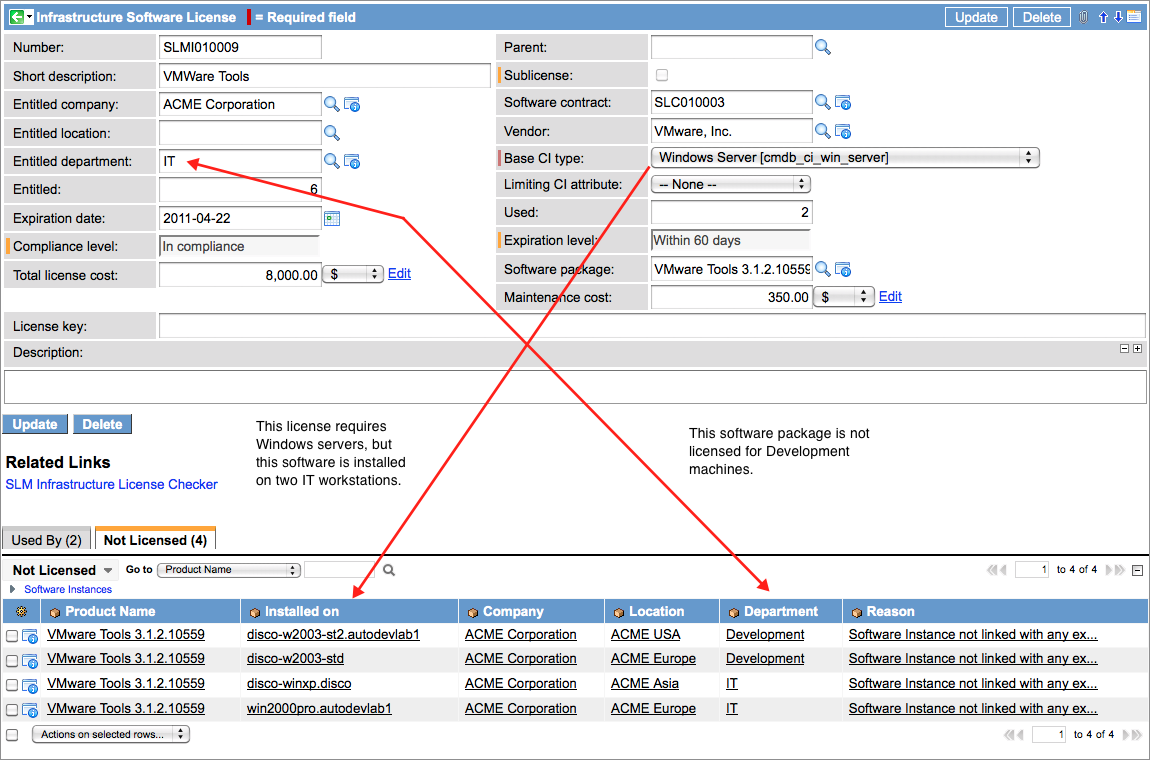 Infrastructure Software License = Required field Update Delete
Number: SLMI010009
Short description: VMWare Tools
Entitled company: ACME Corporation
Entitled location:
Entitled department: IT
Entitled: 6
Expiration date: 2011-04-22
Compliance level: In compliance
Total license cost: 8,000.00 $ Edit
Parent:
Sublicense:
Software contract: SLC010003
Vendor: VMware, Inc.
Base CI type: Windows Server [cmdb_ci_win_server]
Limiting CI attribute: -- None --
Used: 2
Expiration level: Within 60 days
Software package: VMware Tools 3.1.2.10559
Maintenance cost: 350.00 $ Edit
License key:
Description:
Update Delete
This license requires
Windows servers, but
this software is installed
on two IT workstations.
This software package is not
licensed for Development
machines.
Related Links
SLM Infrastructure License Checker
Used By (2) Not Licensed (4)
Not Licensed Go to Product Name 1 to 4 of 4
Software Instances
Product Name Installed on Company Location Department Reason
VMware Tools 3.1.2.10559 disco-w2003-st2.autodevlab1 ACME Corporation ACME USA Development Software Instance not linked with any ex...
VMware Tools 3.1.2.10559 disco-w2003-std ACME Corporation ACME Europe Development Software Instance not linked with any ex...
VMware Tools 3.1.2.10559 disco-winxp.disco ACME Corporation ACME Asia IT Software Instance not linked with any ex...
VMware Tools 3.1.2.10559 win2000pro.autodevlab1 ACME Corporation ACME Europe IT Software Instance not linked with any ex...
Actions on selected rows... 1 to 4 of 4